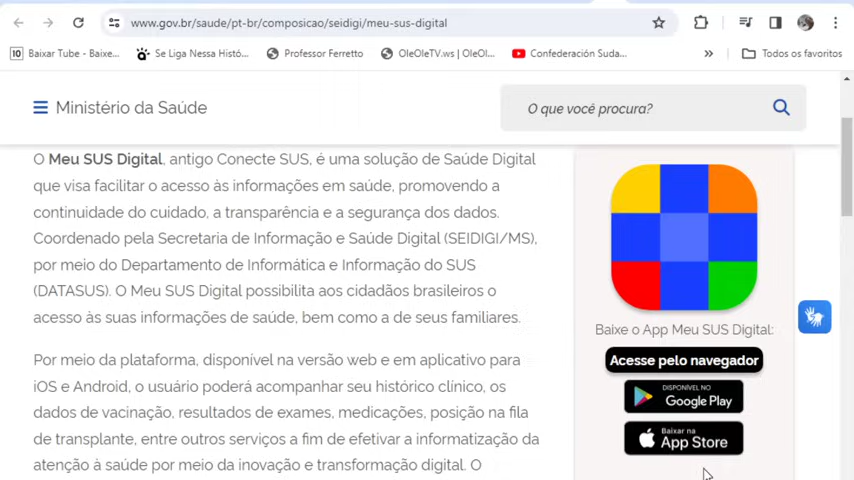 www.gov.br/saude/pt-br/composicao/seidigi/meu-sus-digital
10 Baixar Tube - Baixe... Se Liga Nessa Histó... Professor Ferretto OleOleTV.ws | OleOl... Confederación Suda... » Todos os favoritos
Ministério da Saúde
O que você procura?
O Meu SUS Digital, antigo Conecte SUS, é uma solução de Saúde Digital
que visa facilitar o acesso às informações em saúde, promovendo a
continuidade do cuidado, a transparência e a segurança dos dados.
Coordenado pela Secretaria de Informação e Saúde Digital (SEIDIGI/MS),
por meio do Departamento de Informática e Informação do SUS
(DATASUS). O Meu SUS Digital possibilita aos cidadãos brasileiros o
acesso às suas informações de saúde, bem como a de seus familiares.
Por meio da plataforma, disponível na versão web e em aplicativo para
iOS e Android, o usuário poderá acompanhar seu histórico clínico, os
dados de vacinação, resultados de exames, medicações, posição na fila
de transplante, entre outros serviços a fim de efetivar a informatização da
atenção à saúde por meio da inovação e transformação digital. O
Baixe o App Meu SUS Digital:
Acesse pelo navegador
DISPONÍVEL NO
Google Play
Baixar na
App Store